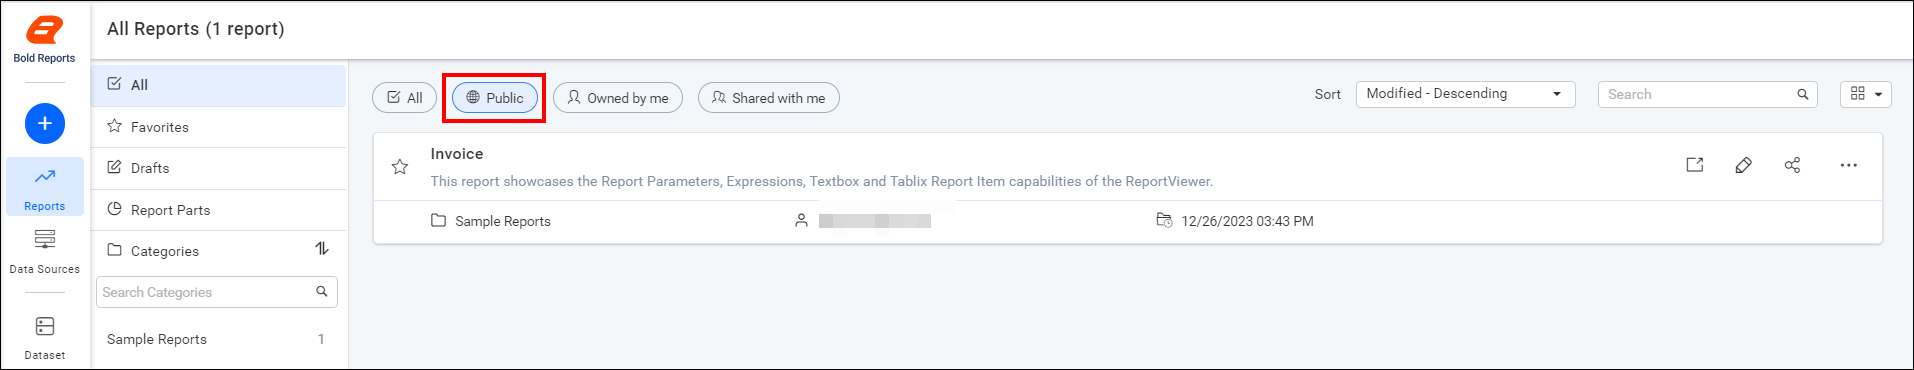 Bold Reports
Reports
Data Sources
Dataset
All Reports (1 report)
All
Favorites
Drafts
Report Parts
Categories
Search Categories
Sample Reports 1
All Public Owned by me Shared with me
Sort Modified - Descending Search
Invoice
This report showcases the Report Parameters, Expressions, Textbox and Tablix Report Item capabilities of the ReportViewer.
Sample Reports 12/26/2023 03:43 PM